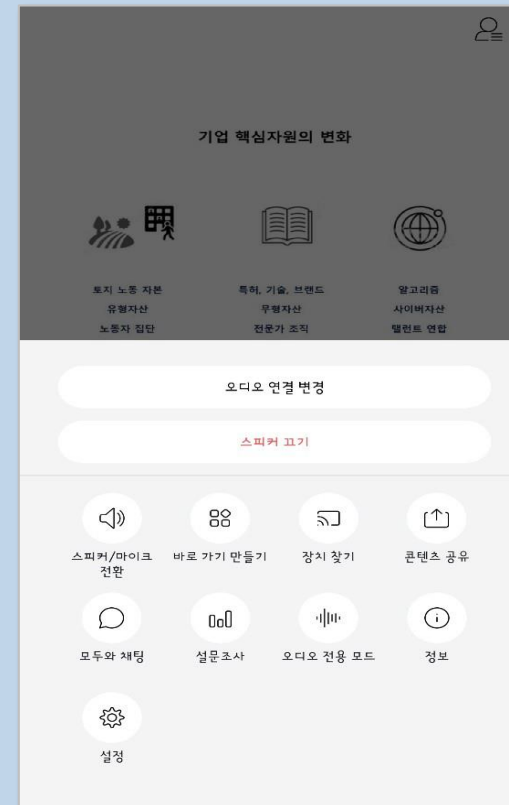 기업 핵심자원의 변화
토지 노동 자본
유형자산
노동자 집단
특허, 기술, 브랜드
무형자산
전문가 조직
알고리즘
사이버자산
탤런트 연합
오디오 연결 변경
스피커 끄기
스피커/마이크
전환
바로 가기 만들기
장치 찾기
콘텐츠 공유
모두와 채팅
설문조사
오디오 전용 모드
정보
설정